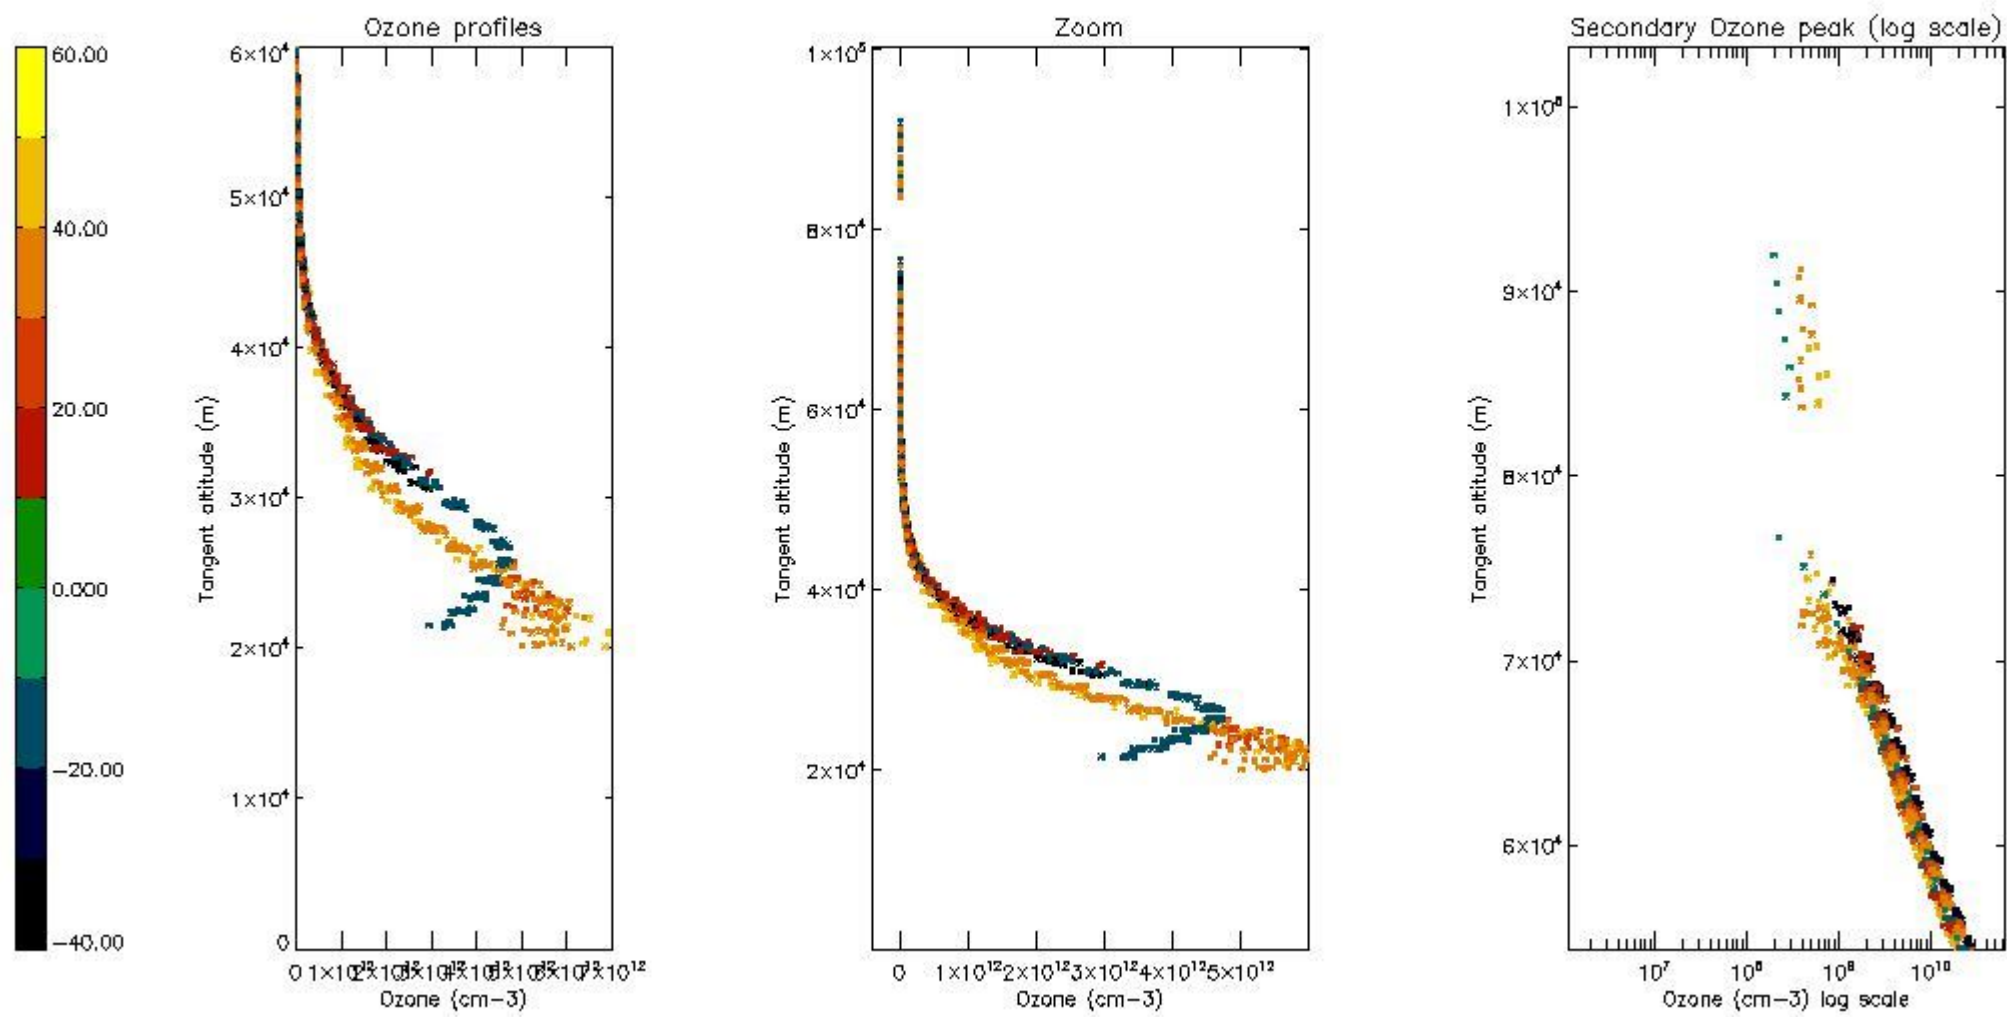 60.00
40.00
20.00
0.000
−20.00
−40.00
Ozone profiles
6×10⁴
5×10⁴
4×10⁴
3×10⁴
2×10⁴
1×10⁴
0
Tangent altitude (m)
0
7×10¹²
Ozone (cm−3)
Zoom
1×10⁵
8×10⁴
6×10⁴
4×10⁴
2×10⁴
Tangent altitude (m)
0 1×10¹² 2×10¹² 3×10¹² 4×10¹² 5×10¹²
Ozone (cm−3)
Secondary Ozone peak (log scale)
9×10⁴
8×10⁴
7×10⁴
6×10⁴
Tangent altitude (m)
10⁷ 10⁸ 10⁹ 10¹⁰
Ozone (cm−3) log scale